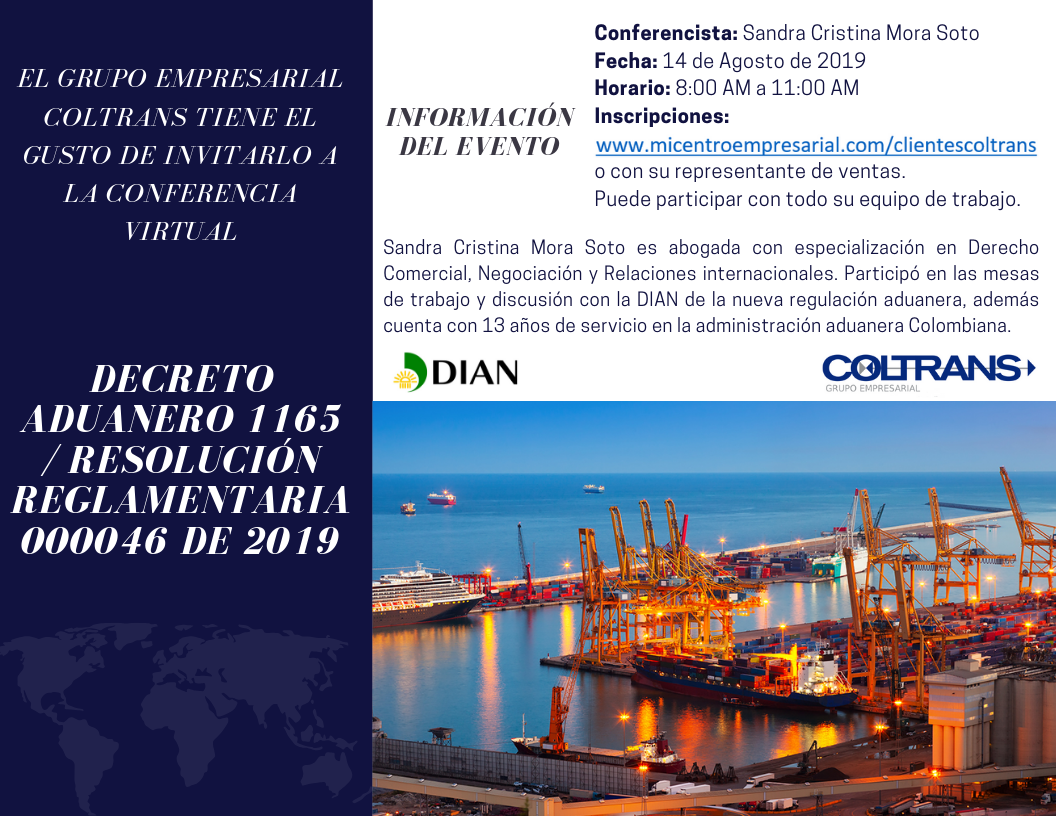 EL GRUPO EMPRESARIAL
COLTRANS TIENE EL
GUSTO DE INVITARLO A
LA CONFERENCIA
VIRTUAL
DECRETO
ADUANERO 1165
/ RESOLUCIÓN
REGLAMENTARIA
000046 DE 2019
INFORMACIÓN
DEL EVENTO
Conferencista: Sandra Cristina Mora Soto
Fecha: 14 de Agosto de 2019
Horario: 8:00 AM a 11:00 AM
Inscripciones:
www.micentroempresarial.com/clientescoltrans
o con su representante de ventas.
Puede participar con todo su equipo de trabajo.
Sandra Cristina Mora Soto es abogada con especialización en Derecho
Comercial, Negociación y Relaciones internacionales. Participó en las mesas
de trabajo y discusión con la DIAN de la nueva regulación aduanera, además
cuenta con 13 años de servicio en la administración aduanera Colombiana.
DIAN
COLTRANS
GRUPO EMPRESARIAL